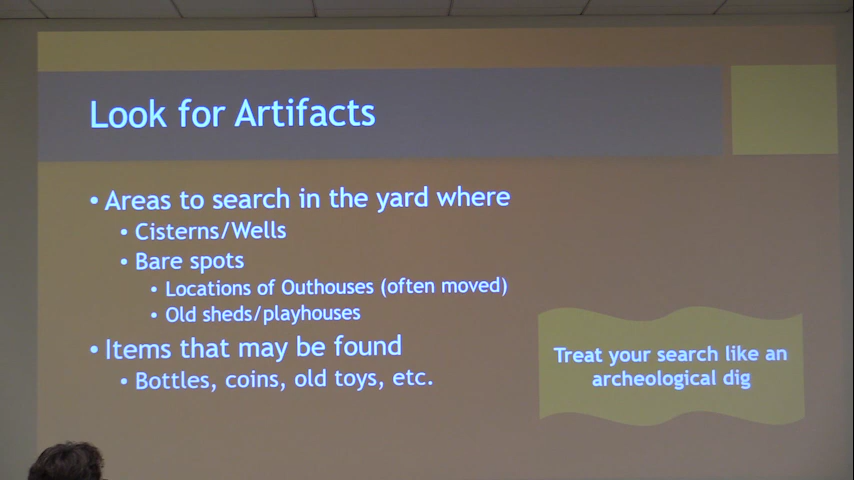 Look for Artifacts
• Areas to search in the yard where
• Cisterns/Wells
• Bare spots
• Locations of Outhouses (often moved)
• Old sheds/playhouses
• Items that may be found
• Bottles, coins, old toys, etc.
Treat your search like an
archeological dig